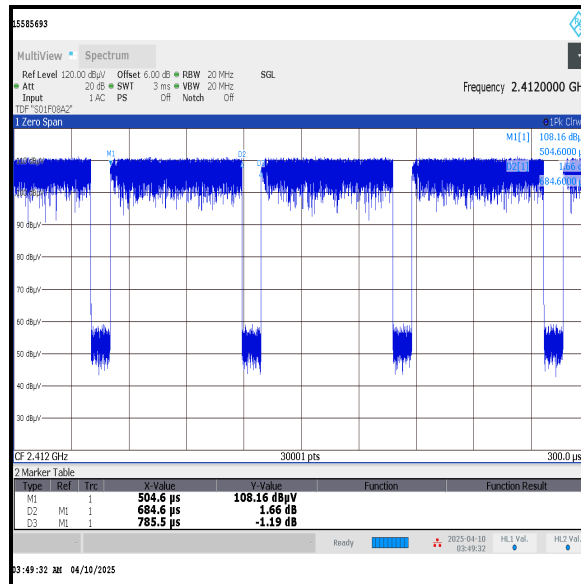 15585693
MultiView Spectrum
Ref Level 120.00 dBµV Offset 6.00 dB RBW 20 MHz SGL
Att 20 dB SWT 3 ms VBW 20 MHz Frequency 2.4120000 GH
Input 1 AC PS Off Notch Off
TDF "S01F08A2"
1 Zero Span 1Pk Clrw
M1[1] 108.16 dBµ
504.6000 µ
D2[1] 1.66 d
684.6000 µ
M1 D2
90 dBµV
80 dBµV
70 dBµV
60 dBµV
50 dBµV
40 dBµV
30 dBµV
CF 2.412 GHz 30001 pts 300.0 µs
2 Marker Table
Type Ref Trc X-Value Y-Value Function Function Result
M1 1 504.6 µs 108.16 dBµV
D2 M1 1 684.6 µs 1.66 dB
D3 M1 1 785.5 µs -1.19 dB
Ready 2025-04-10 HL1 Val. HL2 Val.
03:49:32
03:49:32 AM 04/10/2025